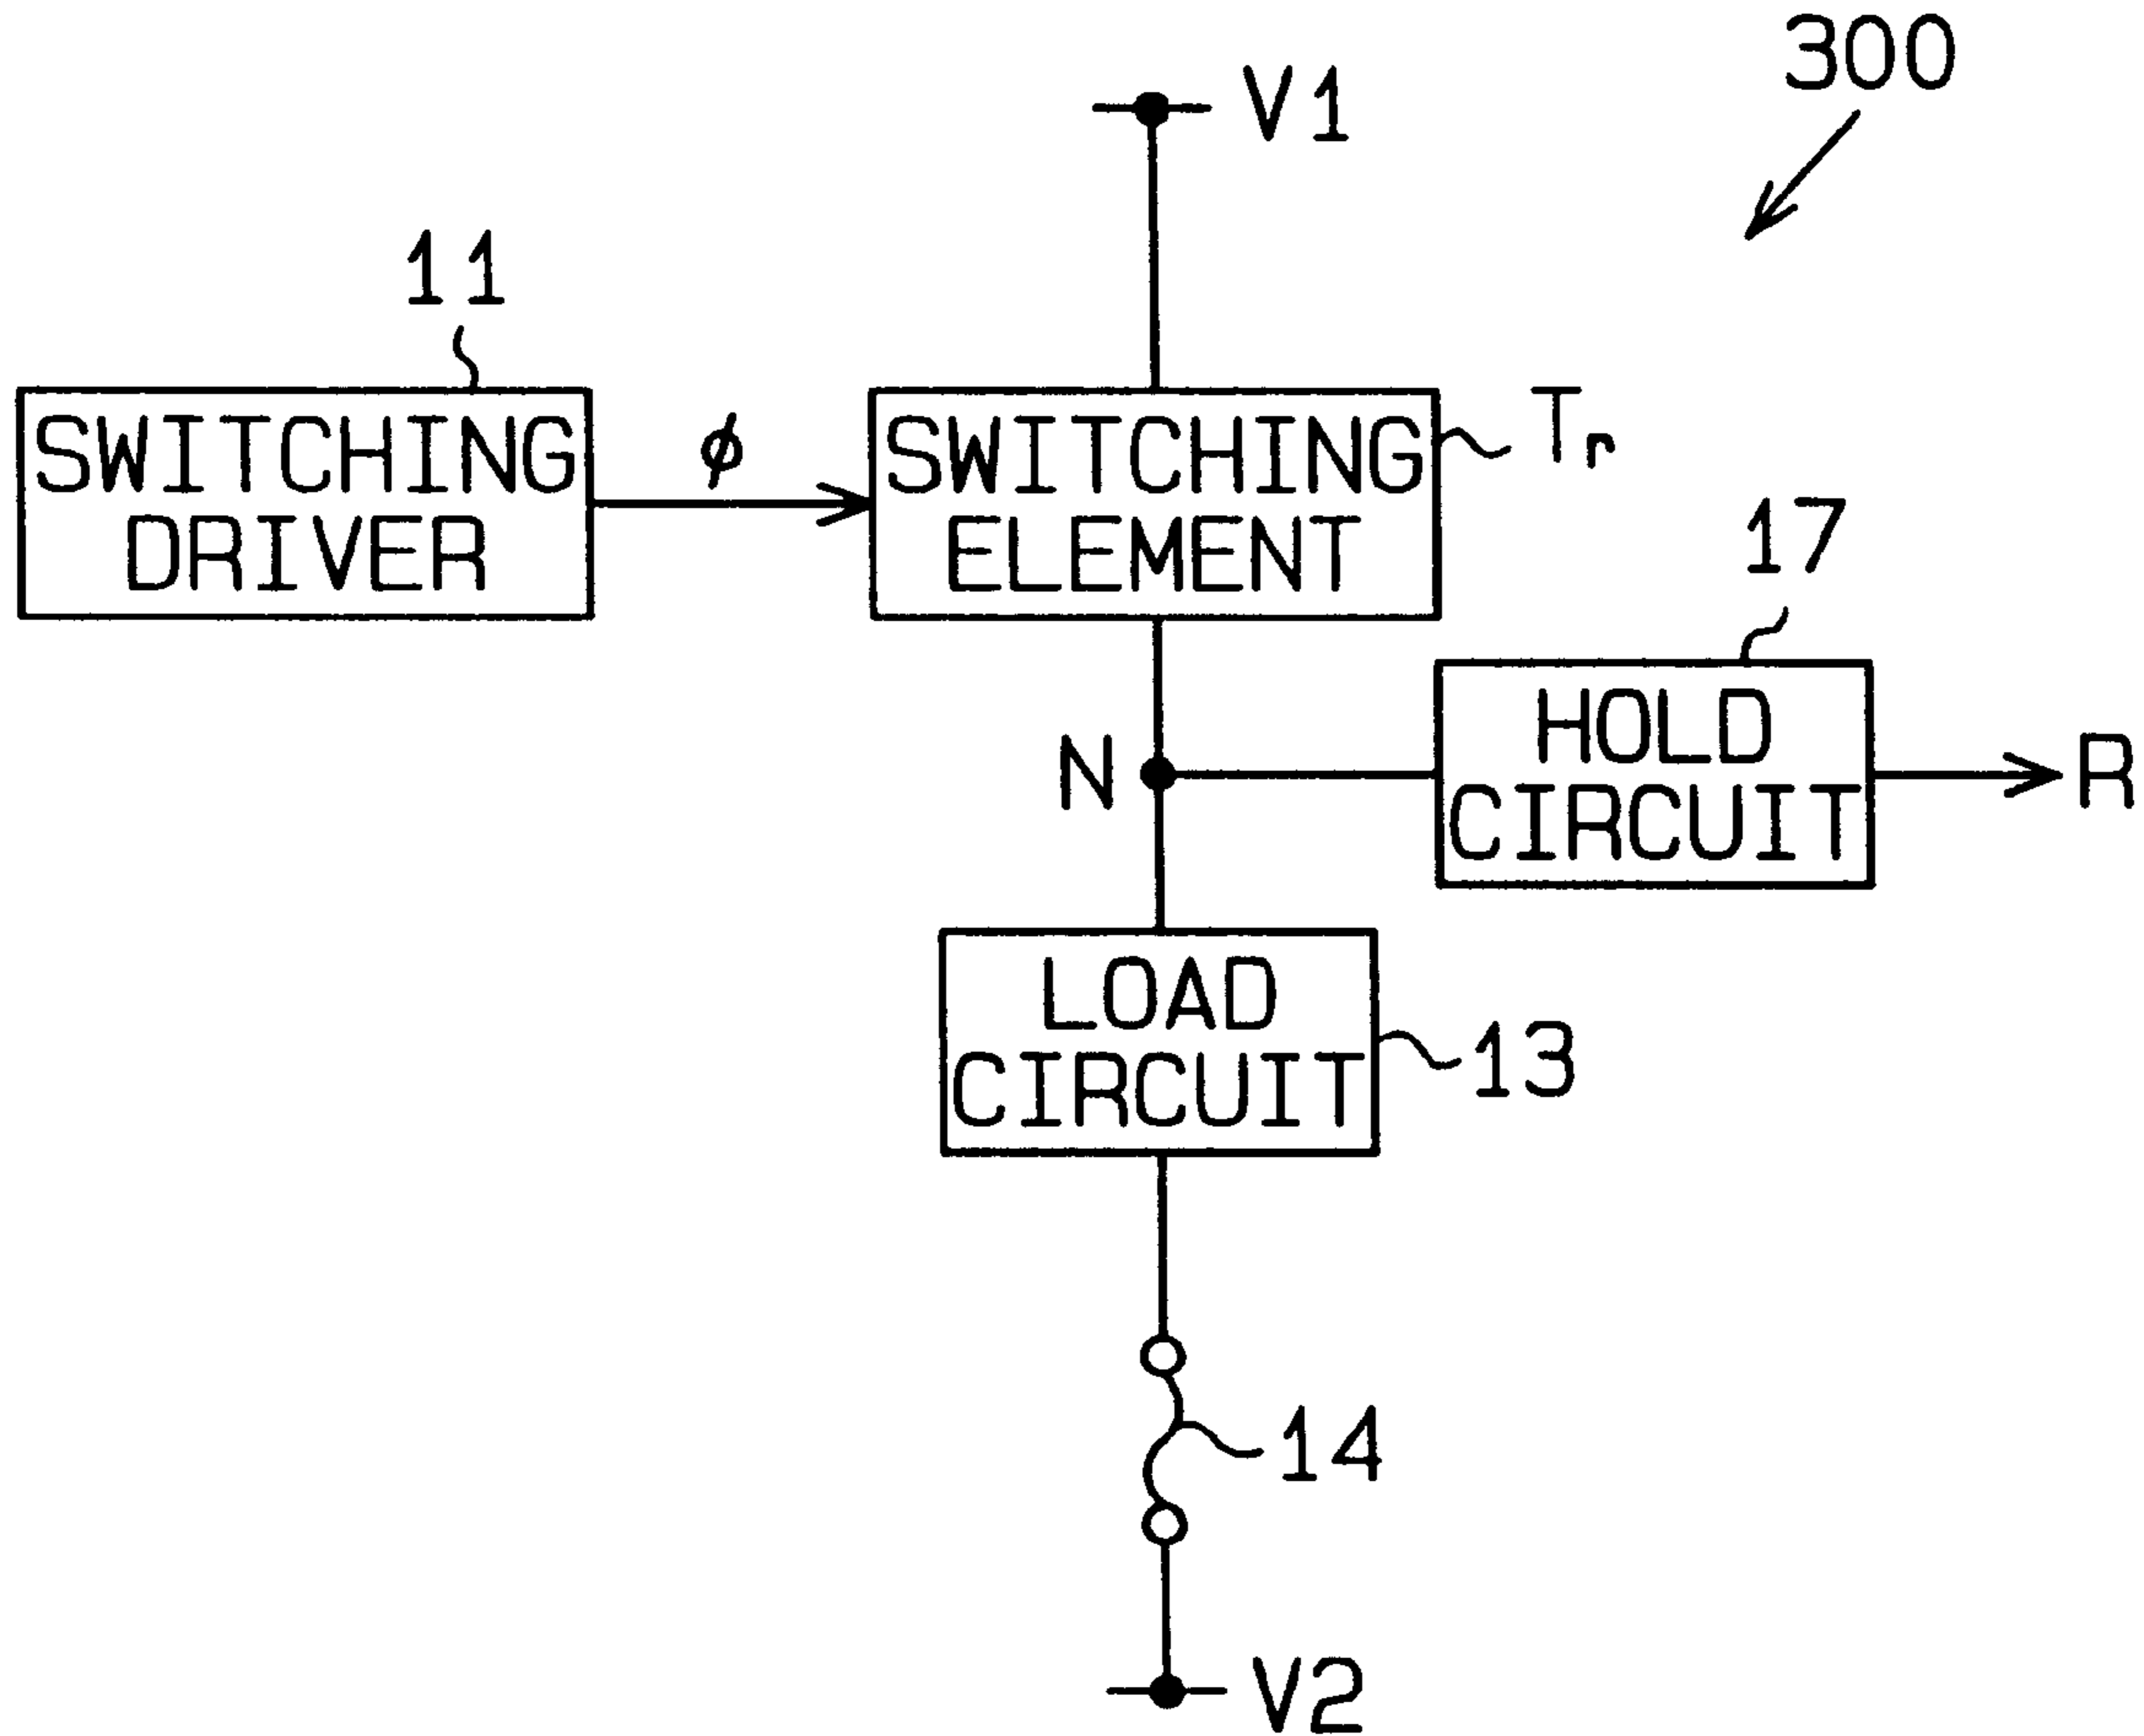 300
V1
11
SWITCHING
DRIVER
φ
SWITCHING
ELEMENT
Tr
17
HOLD
CIRCUIT
N
R
LOAD
CIRCUIT
13
14
V2